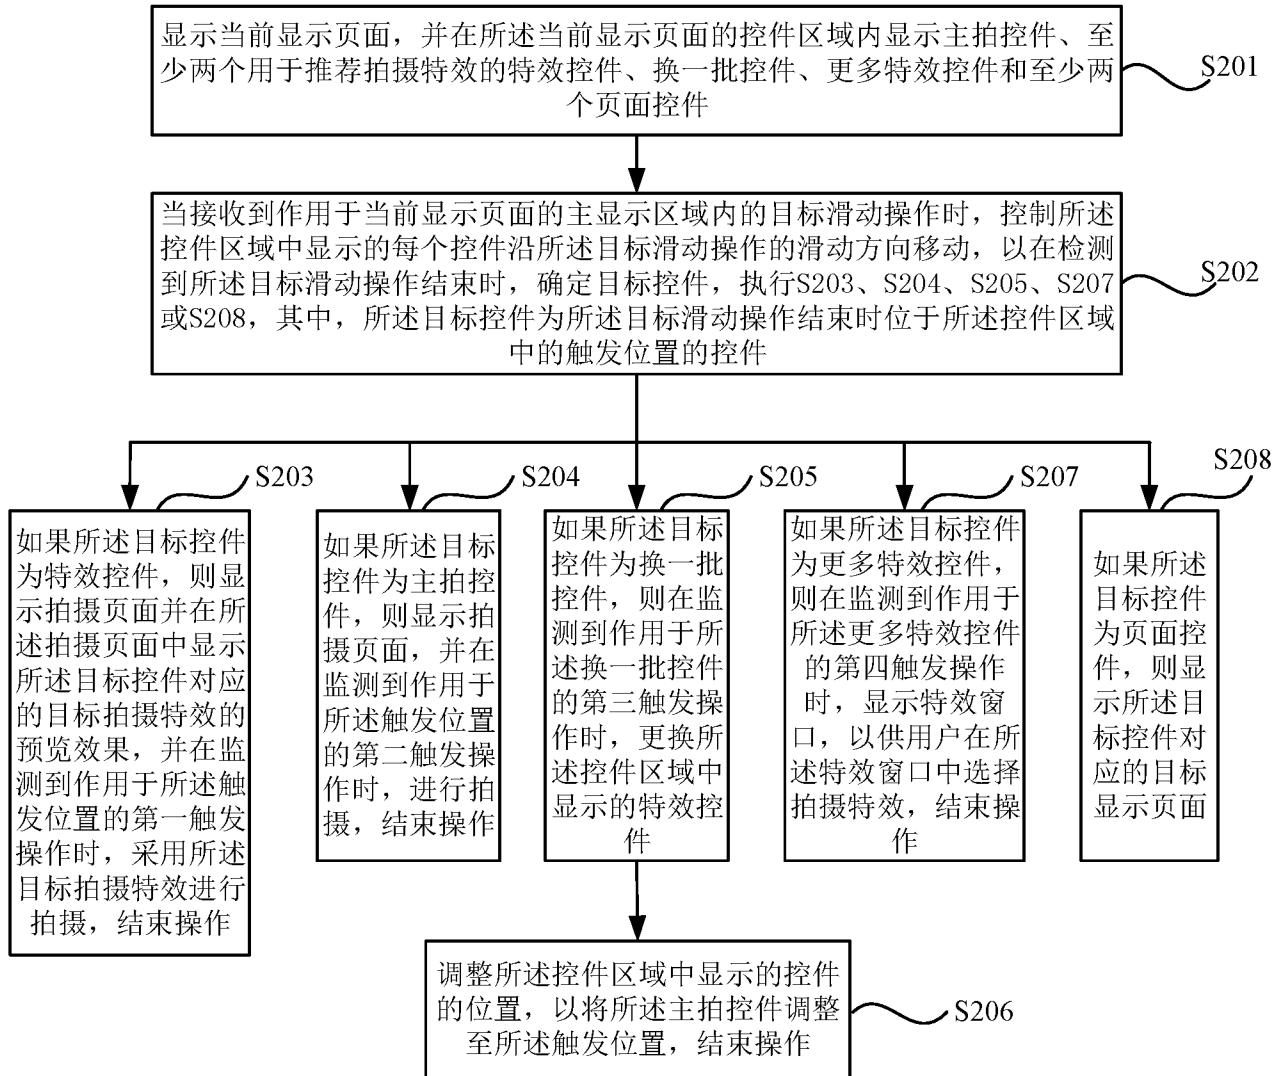 显示当前显示页面，并在所述当前显示页面的控件区域内显示主拍控件、至
少两个用于推荐拍摄特效的特效控件、换一批控件、更多特效控件和至少两
个页面控件
S201
当接收到作用于当前显示页面的主显示区域内的目标滑动操作时，控制所述
控件区域中显示的每个控件沿所述目标滑动操作的滑动方向移动，以在检测
到所述目标滑动操作结束时，确定目标控件，执行S203、S204、S205、S207
或S208，其中，所述目标控件为所述目标滑动操作结束时位于所述控件区域
中的触发位置的控件
S202
S203
如果所述目标控件
为特效控件，则显
示拍摄页面并在所
述拍摄页面中显示
所述目标控件对应
的目标拍摄特效的
预览效果，并在监
测到作用于所述触
发位置的第一触发
操作时，采用所述
目标拍摄特效进行
拍摄，结束操作
S204
如果所述目标
控件为主拍控
件，则显示拍
摄页面，并在
监测到作用于
所述触发位置
的第二触发操
作时，进行拍
摄，结束操作
S205
如果所述目标
控件为换一批
控件，则在监
测到作用于所
述换一批控件
的第三触发操
作时，更换所
述控件区域中
显示的特效控
件
S207
如果所述目标控件
为更多特效控件，
则在监测到作用于
所述更多特效控件
的第四触发操作
时，显示特效窗
口，以供用户在所
述特效窗口中选择
拍摄特效，结束操
作
S208
如果所述
目标控件
为页面控
件，则显
示所述目
标控件对
应的目标
显示页面
调整所述控件区域中显示的控件
的位置，以将所述主拍控件调整
至所述触发位置，结束操作
S206